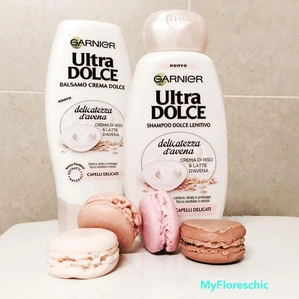 NUOVO
GARNIER
Ultra
DOLCE
BALSAMO CREMA DOLCE
NUOVO
delicatezza
d'avena
CREMA DI RISO
& LATTE
D'AVENA
CAPELLI DELICATI
GARNIER
Ultra
DOLCE
SHAMPOO DOLCE LENITIVO
delicatezza
d'avena
CREMA DI RISO
& LATTE
D'AVENA
CAPELLI DELICATI
MyFloreschic